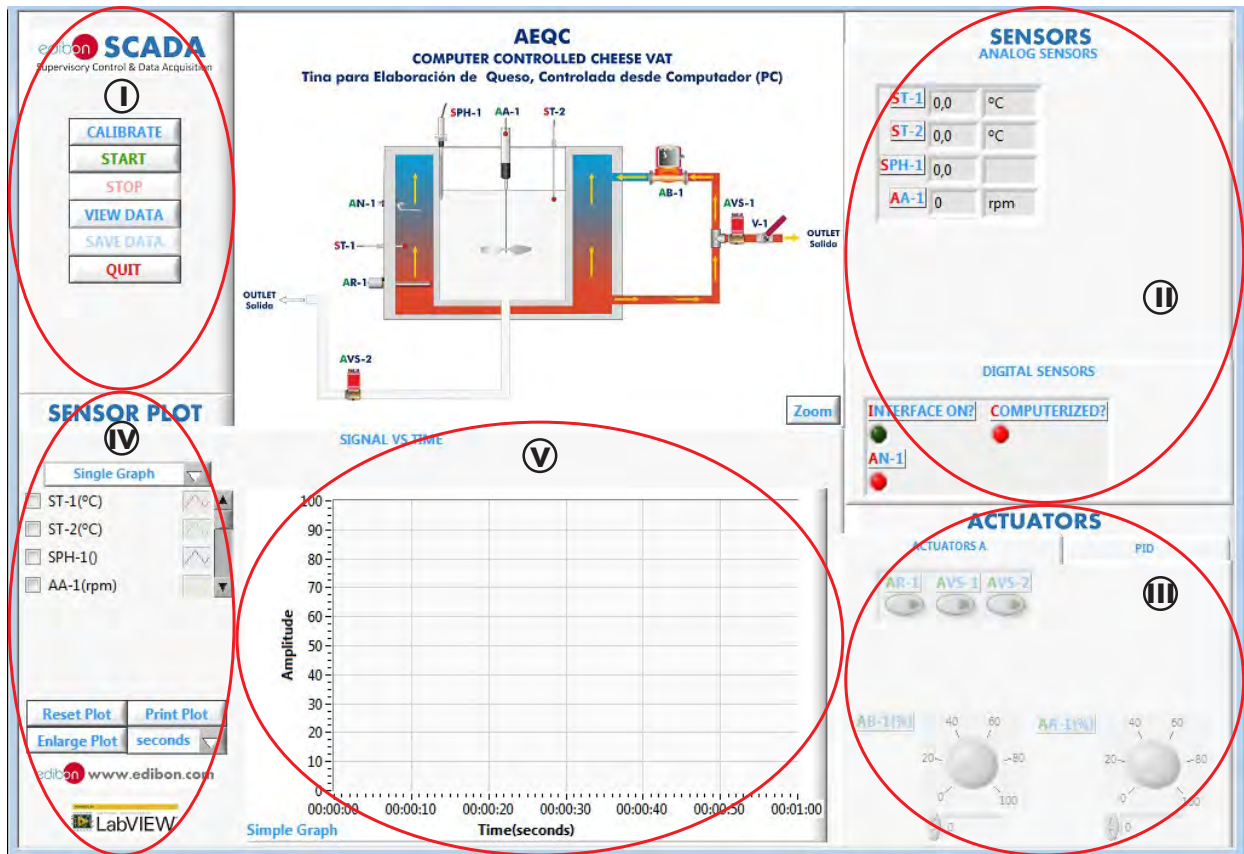 edibon SCADA
Supervisory Control & Data Acquisition
I
CALIBRATE
START
STOP
VIEW DATA
SAVE DATA
QUIT
AEQC
COMPUTER CONTROLLED CHEESE VAT
Tina para Elaboración de Queso, Controlada desde Computador (PC)
SPH-1 AA-1 ST-2
AN-1
ST-1
AR-1
AB-1
AVS-1
V-1
OUTLET
Salida
OUTLET
Salida
AVS-2
Zoom
SENSORS
ANALOG SENSORS
ST-1 0,0 ºC
ST-2 0,0 ºC
SPH-1 0,0
AA-1 0 rpm
II
DIGITAL SENSORS
INTERFACE ON? COMPUTERIZED?
AN-1
SENSOR PLOT
IV
Single Graph
ST-1(ºC)
ST-2(ºC)
SPH-1()
AA-1(rpm)
Reset Plot Print Plot
Enlarge Plot seconds
edibon www.edibon.com
LabVIEW
SIGNAL VS TIME
V
100
90
80
70
60
50
40
30
20
10
0
Amplitude
00:00:00 00:00:10 00:00:20 00:00:30 00:00:40 00:00:50 00:01:00
Simple Graph Time(seconds)
ACTUATORS
ACTUATORS A PID
AR-1 AVS-1 AVS-2
III
AB-1(%)
0 20 40 60 80 100
0
AA-1(%)
0 20 40 60 80 100
0